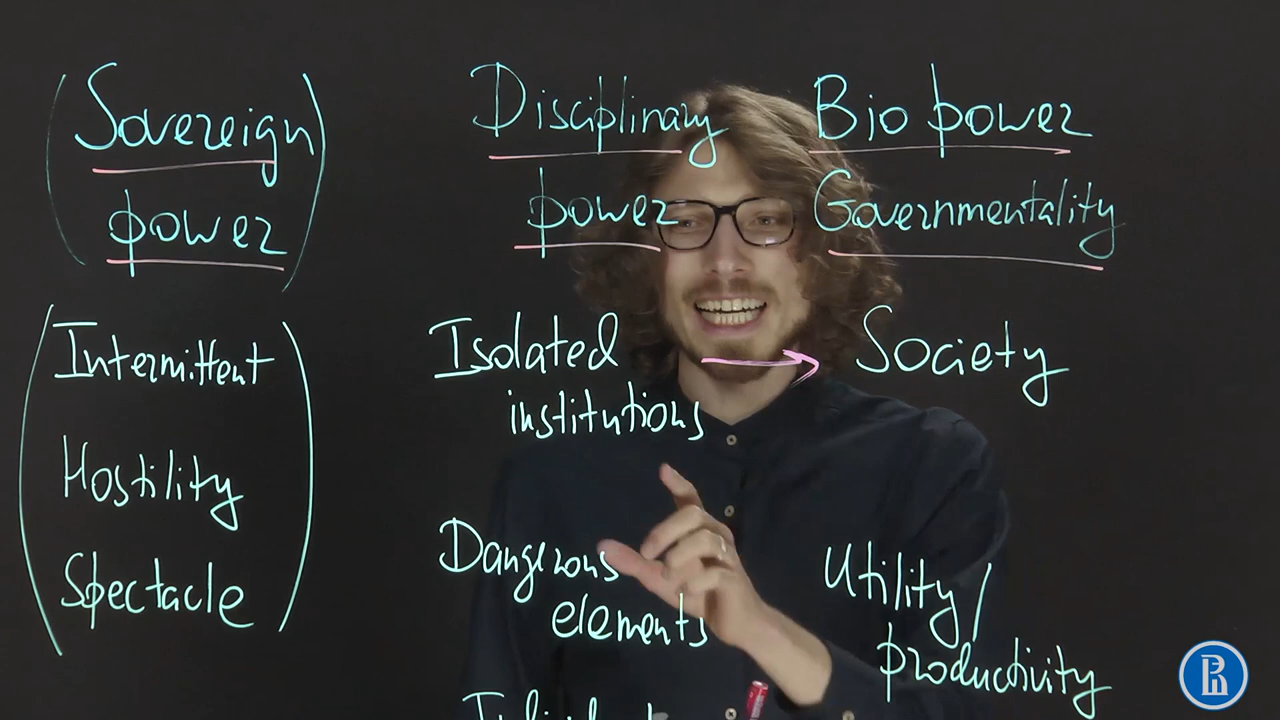 (Sovereign
power)
(Intermittent
Hostility
Spectacle)
Disciplinary
power
Isolated
institutions
Dangerous
elements
Bio power
Governmentality
Society
Utility/
productivity